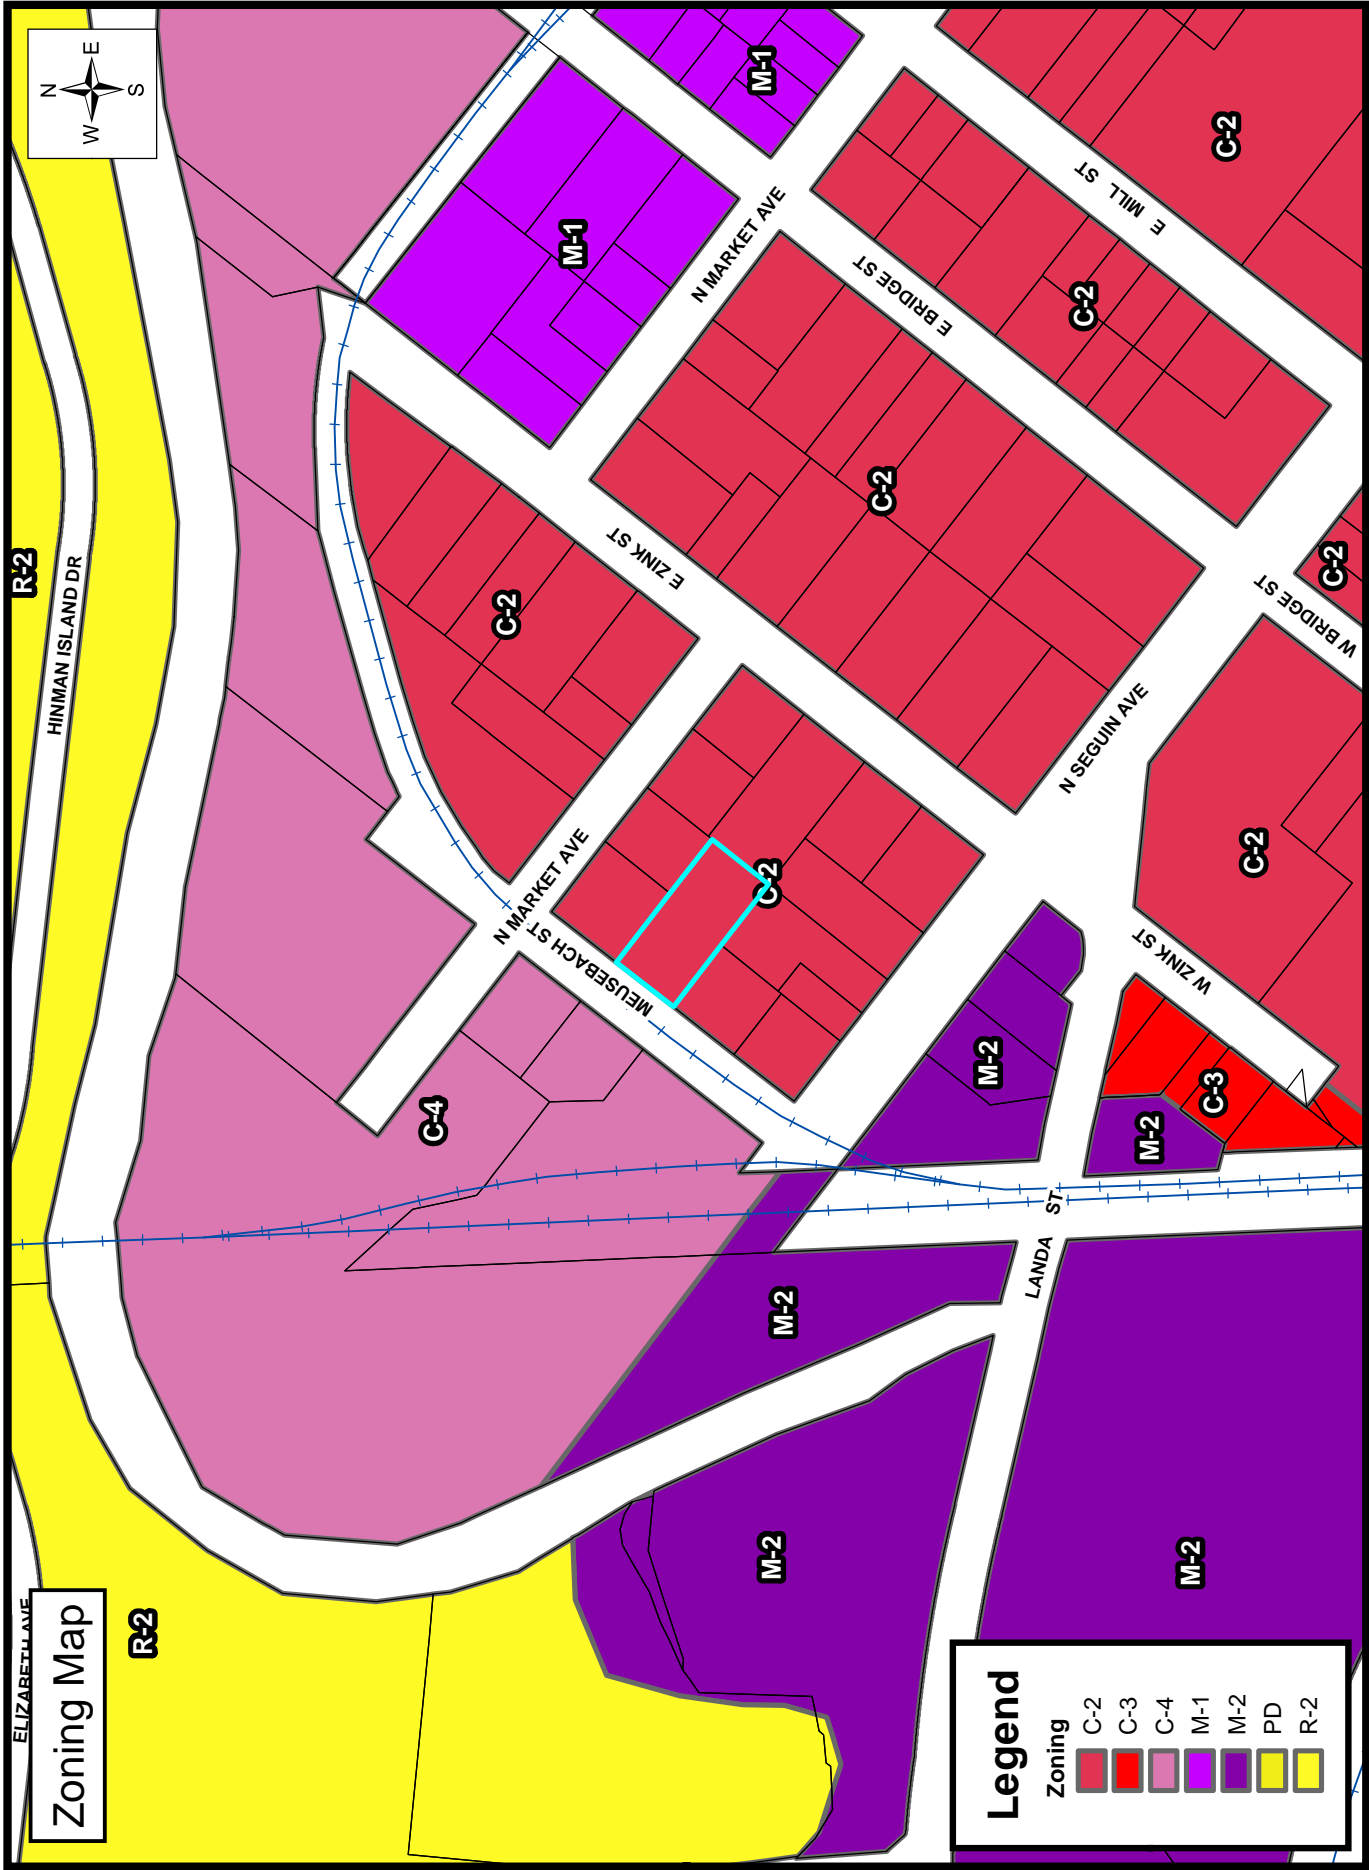 Zoning Map
N
W
E
S
ELIZABETH AVE
HINMAN ISLAND DR
R-2
R-2
C-4
C-2
M-1
M-1
N MARKET AVE
N MARKET AVE
MEUSEBACH ST
E ZINK ST
E BRIDGE ST
E MILL ST
C-2
C-2
C-2
C-2
C-2
C-2
N SEGUIN AVE
W BRIDGE ST
W ZINK ST
LANDA ST
M-2
M-2
M-2
M-2
M-2
C-3
Legend
Zoning
C-2
C-3
C-4
M-1
M-2
PD
R-2